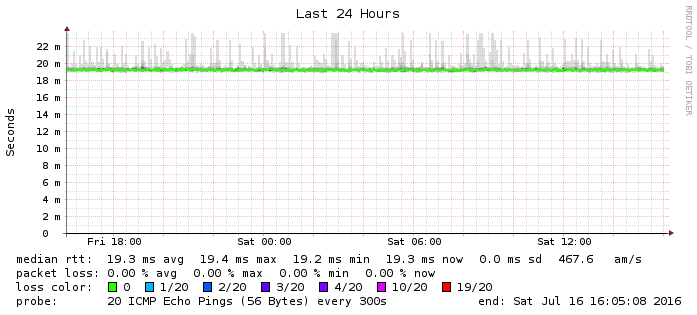 Last 24 Hours
RRDTOOL / TOBI OETIKER
Seconds
22 m
20 m
18 m
16 m
14 m
12 m
10 m
8 m
6 m
4 m
2 m
0
Fri 18:00 Sat 00:00 Sat 06:00 Sat 12:00
median rtt: 19.3 ms avg 19.4 ms max 19.2 ms min 19.3 ms now 0.0 ms sd 467.6 am/s
packet loss: 0.00 % avg 0.00 % max 0.00 % min 0.00 % now
loss color: 0 1/20 2/20 3/20 4/20 10/20 19/20
probe: 20 ICMP Echo Pings (56 Bytes) every 300s end: Sat Jul 16 16:05:08 2016